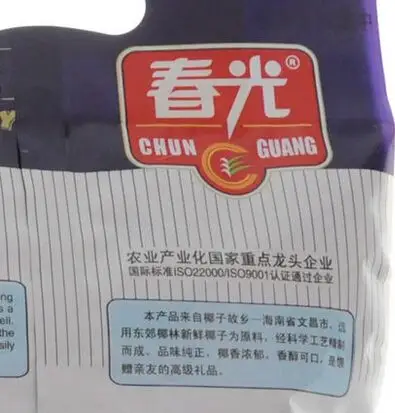 春光®
CHUN GUANG
农业产业化国家重点龙头企业
国际标准ISO22000/ISO9001认证通过企业
本产品来自椰子故乡—海南省文昌市，选
用东郊椰林新鲜椰子为原料，经科学工艺精制
而成。品味纯正，椰香浓郁，香醇可口，是馈
赠亲友的高级礼品。
ng
s a
ell.
the
sily